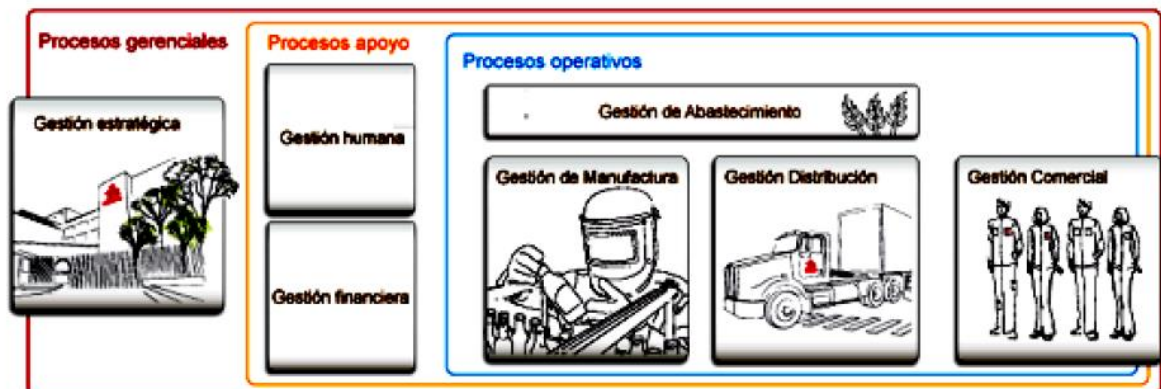 Procesos gerenciales
Procesos apoyo
Procesos operativos
Gestión estratégica
Gestión humana
Gestión financiera
Gestión de Abastecimiento
Gestión de Manufactura
Gestión Distribución
Gestión Comercial